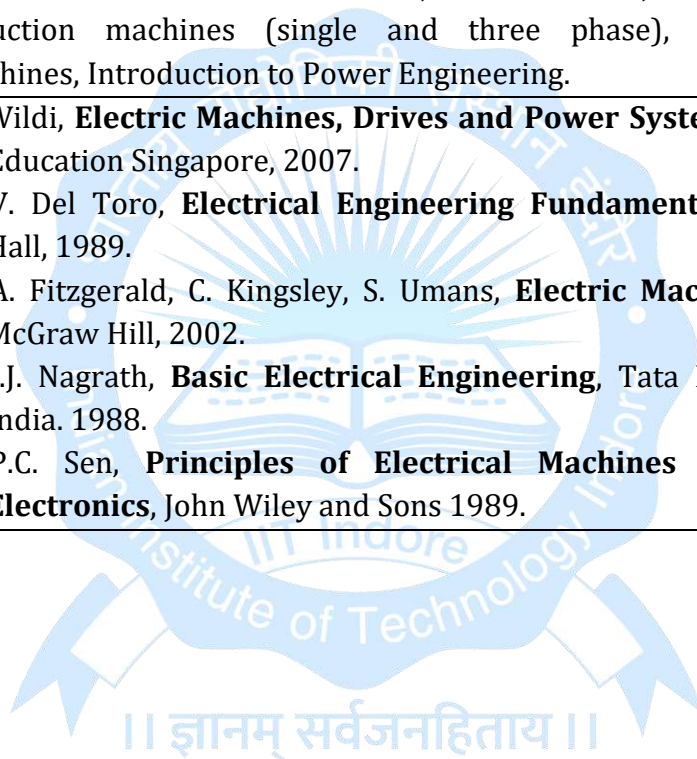 uction machines (single and three phase),
hines, Introduction to Power Engineering.
Wildi, Electric Machines, Drives and Power Syste
Education Singapore, 2007.
V. Del Toro, Electrical Engineering Fundament
Hall, 1989.
A. Fitzgerald, C. Kingsley, S. Umans, Electric Mac
McGraw Hill, 2002.
.J. Nagrath, Basic Electrical Engineering, Tata
ndia. 1988.
P.C. Sen, Principles of Electrical Machines
Electronics, John Wiley and Sons 1989.
IIT Indore
Institute of Technology Indore
।। ज्ञानम् सर्वजनहिताय ।।